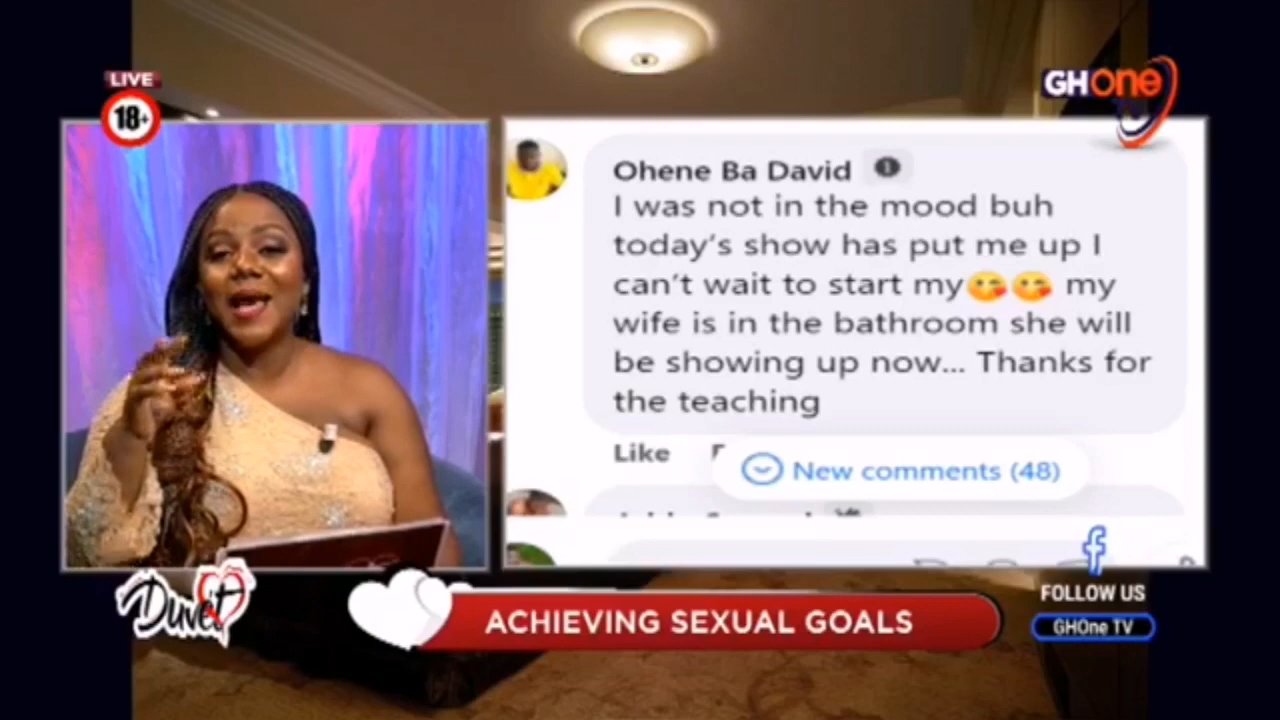 LIVE
18+
GHOne
TV
Ohene Ba David
I was not in the mood buh
today's show has put me up I
can't wait to start my😋😋 my
wife is in the bathroom she will
be showing up now... Thanks for
the teaching
Like
New comments (48)
Duvet
ACHIEVING SEXUAL GOALS
FOLLOW US
GHOne TV